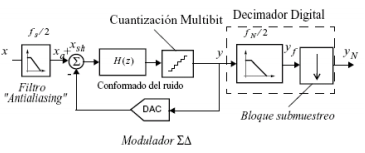 Cuantización Multibit
Decimador Digital
f_s/2
f_N/2
x
x_a
x_sh
+
Σ
-
H(z)
y
y_f
y_N
Filtro
"Antialiasing"
Conformado del ruido
DAC
Bloque submuestreo
Modulador ΣΔ